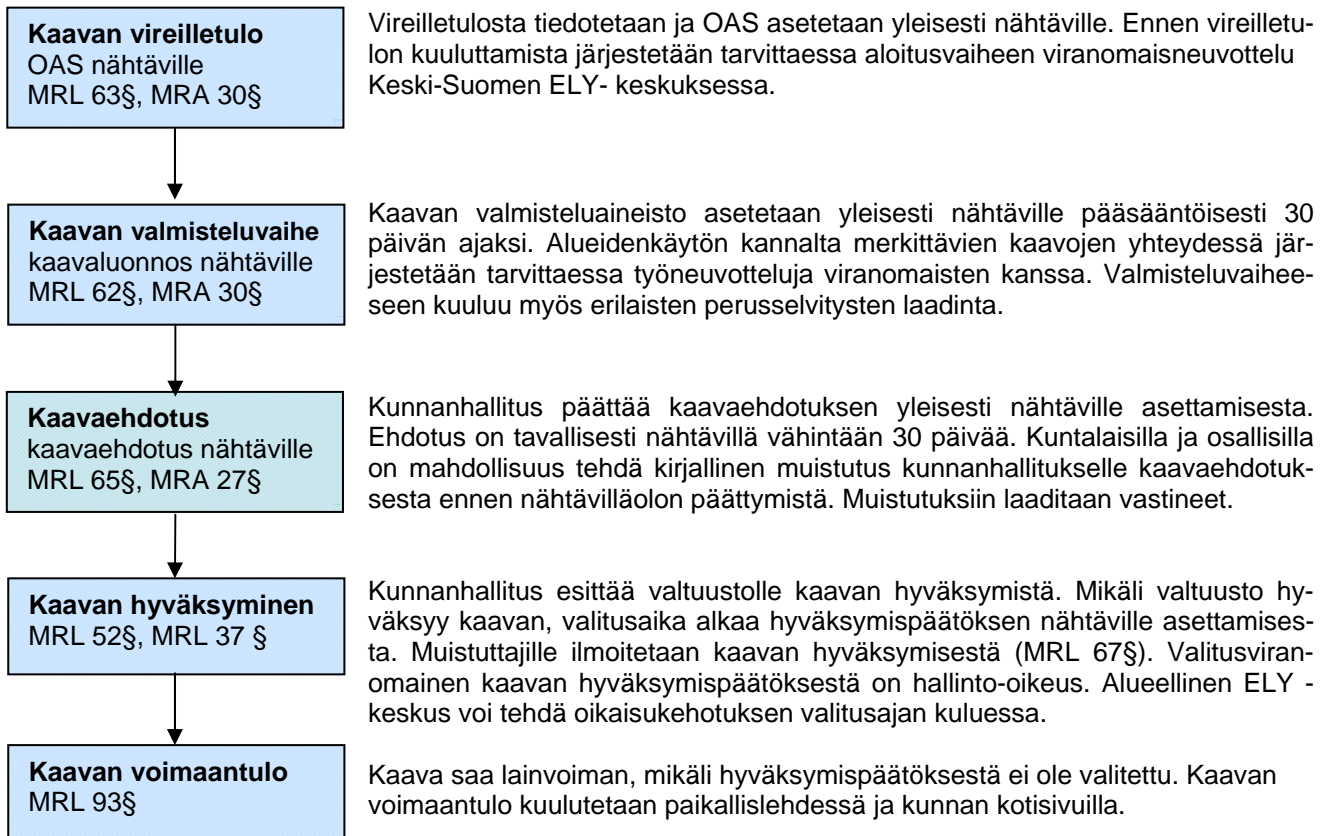 Kaavan vireilletulo
OAS nähtäville
MRL 63§, MRA 30§
Vireilletulosta tiedotetaan ja OAS asetetaan yleisesti nähtäville. Ennen vireilletu-
lon kuuluttamista järjestetään tarvittaessa aloitusvaiheen viranomaisneuvottelu
Keski-Suomen ELY- keskuksessa.
Kaavan valmisteluvaihe
kaavaluonnos nähtäville
MRL 62§, MRA 30§
Kaavan valmisteluaineisto asetetaan yleisesti nähtäville pääsääntöisesti 30
päivän ajaksi. Alueidenkäytön kannalta merkittävien kaavojen yhteydessä jär-
jestetään tarvittaessa työneuvotteluja viranomaisten kanssa. Valmisteluvaihee-
seen kuuluu myös erilaisten perusselvitysten laadinta.
Kaavaehdotus
kaavaehdotus nähtäville
MRL 65§, MRA 27§
Kunnanhallitus päättää kaavaehdotuksen yleisesti nähtäville asettamisesta.
Ehdotus on tavallisesti nähtävillä vähintään 30 päivää. Kuntalaisilla ja osallisilla
on mahdollisuus tehdä kirjallinen muistutus kunnanhallitukselle kaavaehdotuk-
sesta ennen nähtävilläolon päättymistä. Muistutuksiin laaditaan vastineet.
Kaavan hyväksyminen
MRL 52§, MRL 37 §
Kunnanhallitus esittää valtuustolle kaavan hyväksymistä. Mikäli valtuusto hy-
väksyy kaavan, valitusaika alkaa hyväksymispäätöksen nähtäville asettamises-
ta. Muistuttajille ilmoitetaan kaavan hyväksymisestä (MRL 67§). Valitusviran-
omainen kaavan hyväksymispäätöksestä on hallinto-oikeus. Alueellinen ELY -
keskus voi tehdä oikaisukehotuksen valitusajan kuluessa.
Kaavan voimaantulo
MRL 93§
Kaava saa lainvoiman, mikäli hyväksymispäätöksestä ei ole valitettu. Kaavan
voimaantulo kuulutetaan paikallislehdessä ja kunnan kotisivuilla.